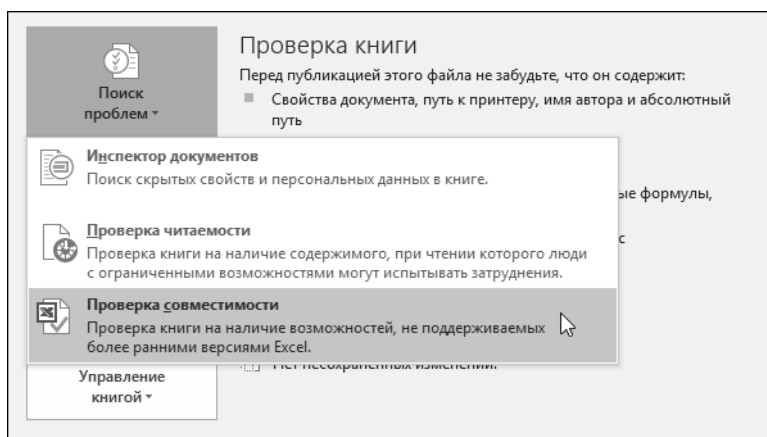 Проверка книги
Перед публикацией этого файла не забудьте, что он содержит:
Поиск
проблем
Свойства документа, путь к принтеру, имя автора и абсолютный
путь
Инспектор документов
Поиск скрытых свойств и персональных данных в книге.
ые формулы,
Проверка читаемости
с
Проверка книги на наличие содержимого, при чтении которого люди
с ограниченными возможностями могут испытывать затруднения.
Проверка совместимости
Проверка книги на наличие возможностей, не поддерживаемых
более ранними версиями Excel.
Нет несохраненных изменений.
Управление
книгой